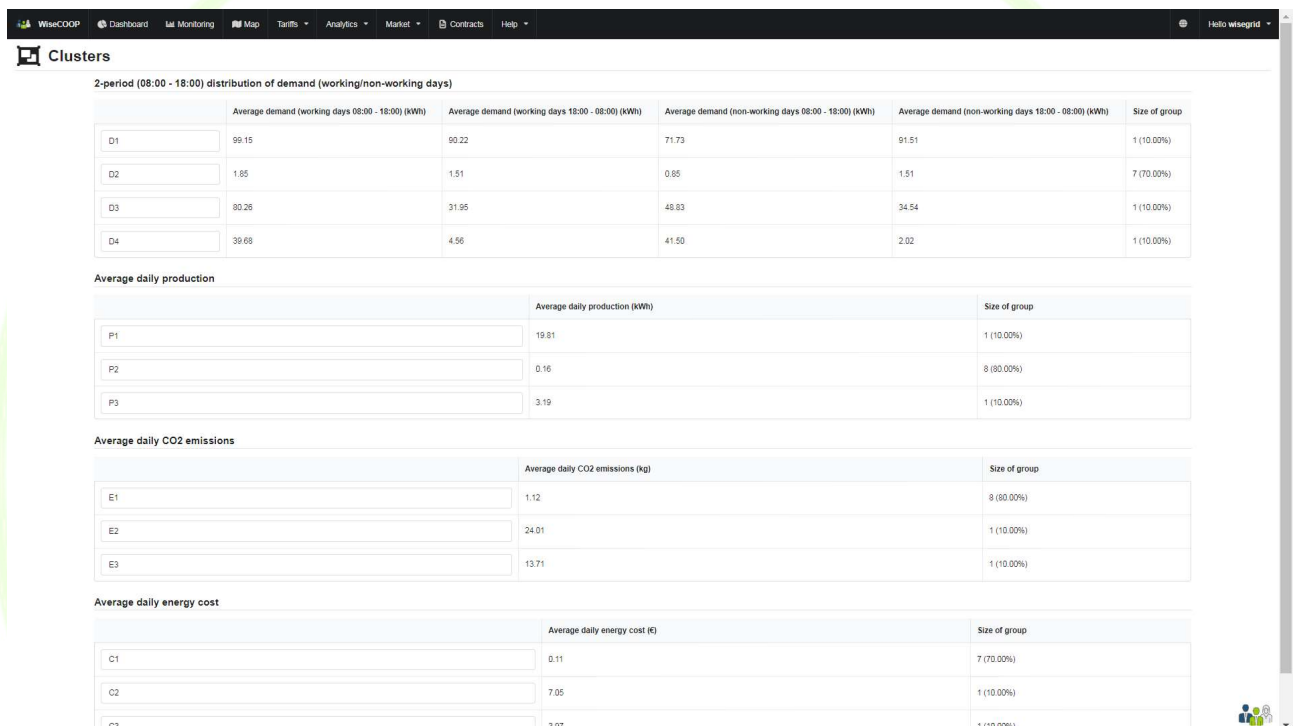 WiseCOOP Dashboard Monitoring Map Tariffs Analytics Market Contracts Help Hello wisegrid
Clusters
2-period (08:00 - 18:00) distribution of demand (working/non-working days)
Average demand (working days 08:00 - 18:00) (kWh) Average demand (working days 18:00 - 08:00) (kWh) Average demand (non-working days 08:00 - 18:00) (kWh) Average demand (non-working days 18:00 - 08:00) (kWh) Size of group
D1 99.15 90.22 71.73 91.51 1 (10.00%)
D2 1.85 1.51 0.85 1.51 7 (70.00%)
D3 80.26 31.95 48.83 34.54 1 (10.00%)
D4 39.68 4.56 41.50 2.02 1 (10.00%)
Average daily production
Average daily production (kWh) Size of group
P1 19.81 1 (10.00%)
P2 0.16 8 (80.00%)
P3 3.19 1 (10.00%)
Average daily CO2 emissions
Average daily CO2 emissions (kg) Size of group
E1 1.12 8 (80.00%)
E2 24.01 1 (10.00%)
E3 13.71 1 (10.00%)
Average daily energy cost
Average daily energy cost (€) Size of group
C1 0.11 7 (70.00%)
C2 7.05 1 (10.00%)
C3 3.97 1 (10.00%)